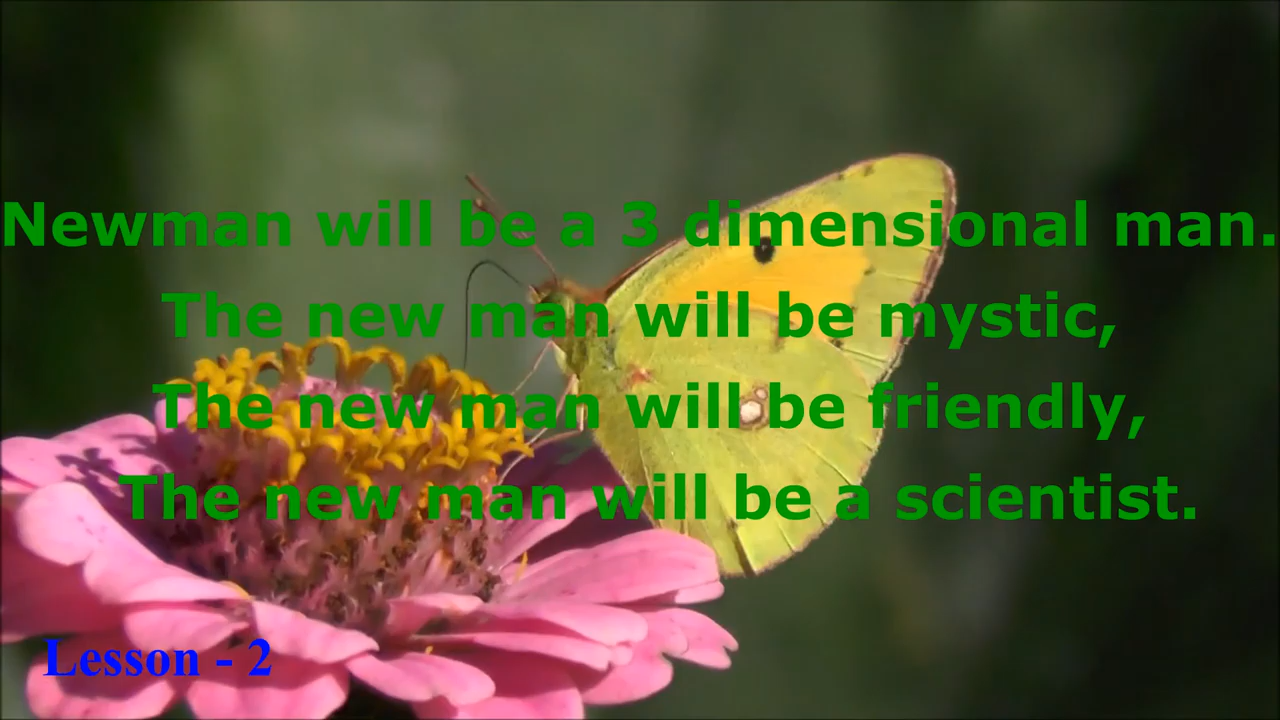 Newman will be a 3 dimensional man.
The new man will be mystic,
The new man will be friendly,
The new man will be a scientist.
Lesson - 2